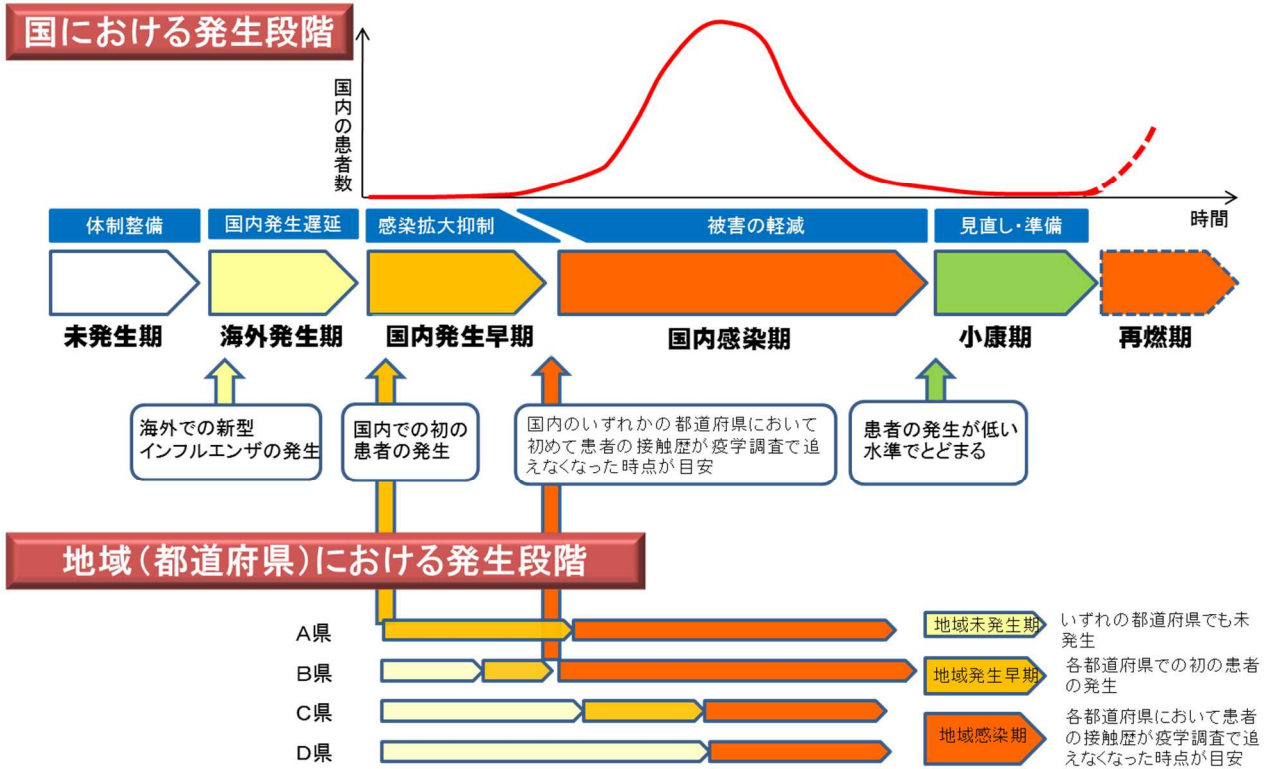 国における発生段階
国内の患者数
時間
体制整備
国内発生遅延
感染拡大抑制
被害の軽減
見直し・準備
未発生期
海外発生期
国内発生早期
国内感染期
小康期
再燃期
海外での新型
インフルエンザの発生
国内での初の
患者の発生
国内のいずれかの都道府県において
初めて患者の接触歴が疫学調査で追
えなくなった時点が目安
患者の発生が低い
水準でとどまる
地域(都道府県)における発生段階
A県
B県
C県
D県
地域未発生期
いずれの都道府県でも未
発生
地域発生早期
各都道府県での初の患者
の発生
地域感染期
各都道府県において患者
の接触歴が疫学調査で追
えなくなった時点が目安